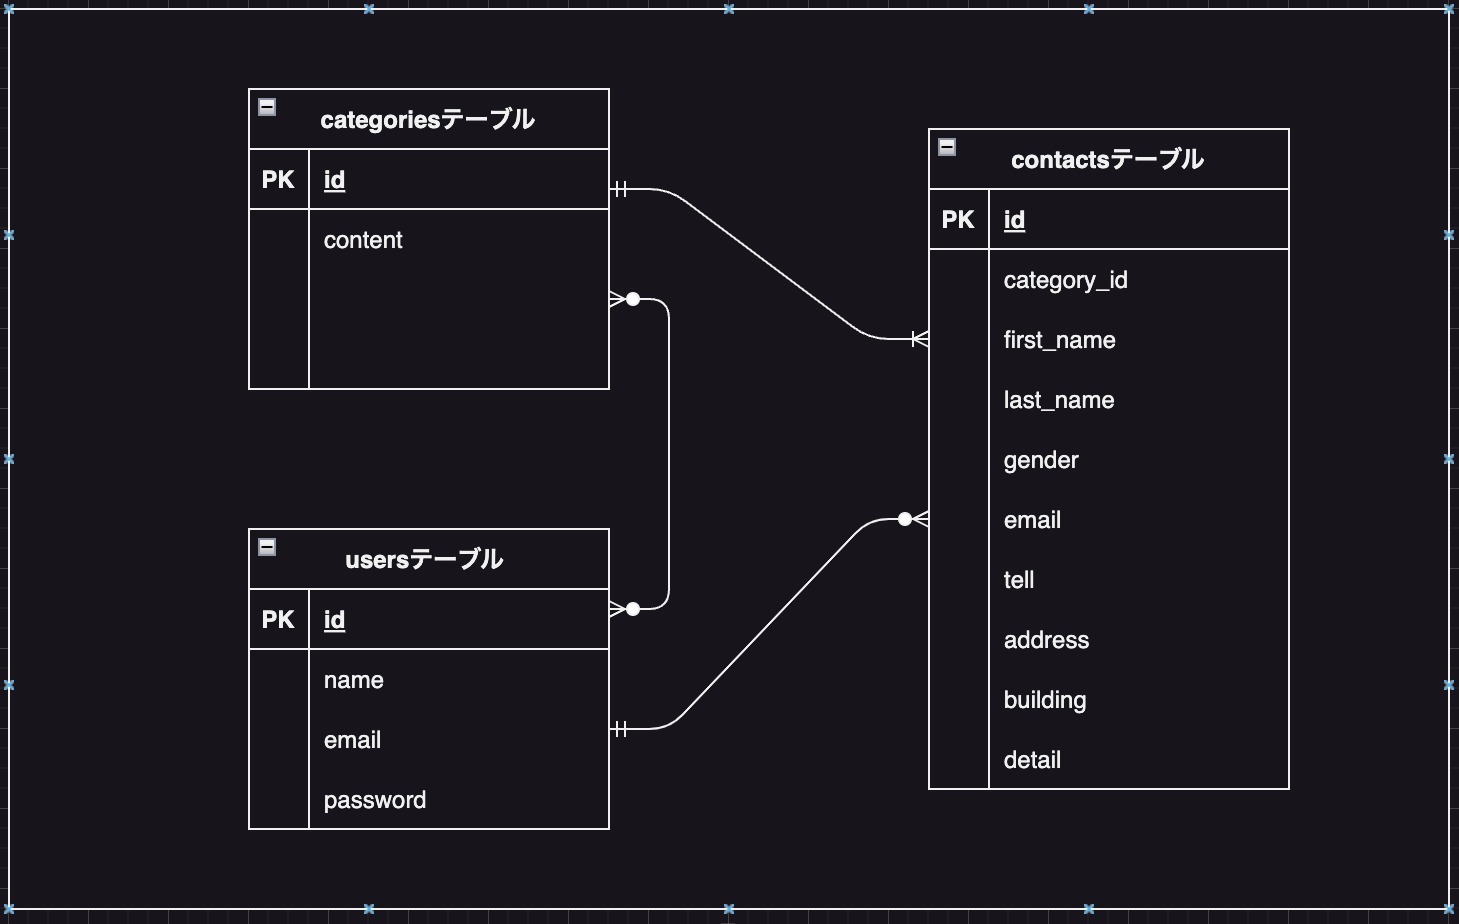 categoriesテーブル
PK id
content
usersテーブル
PK id
name
email
password
contactsテーブル
PK id
category_id
first_name
last_name
gender
email
tell
address
building
detail